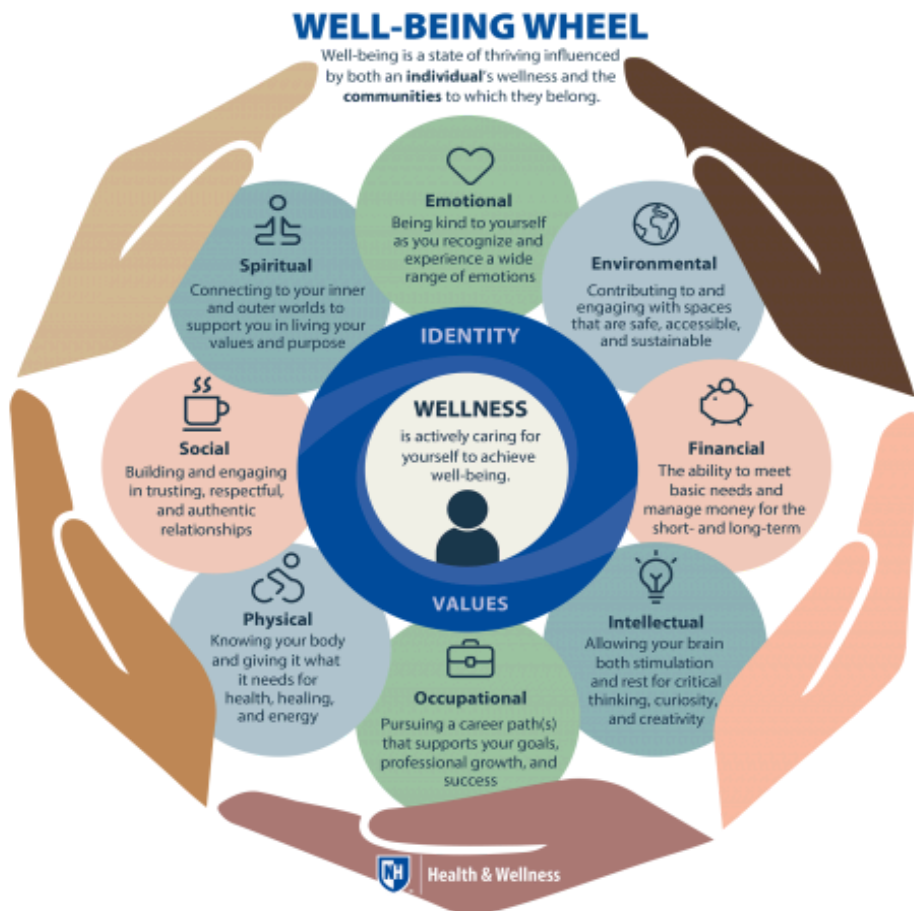 WELL-BEING WHEEL
Well-being is a state of thriving influenced
by both an individual's wellness and the
communities to which they belong.
Emotional
Being kind to yourself
as you recognize and
experience a wide
range of emotions
Environmental
Contributing to and
engaging with spaces
that are safe, accessible,
and sustainable
Financial
The ability to meet
basic needs and
manage money for the
short- and long-term
Intellectual
Allowing your brain
both stimulation
and rest for critical
thinking, curiosity,
and creativity
Occupational
Pursuing a career path(s)
that supports your goals,
professional growth, and
success
Physical
Knowing your body
and giving it what
it needs for
health, healing,
and energy
Social
Building and engaging
in trusting, respectful,
and authentic
relationships
Spiritual
Connecting to your inner
and outer worlds to
support you in living your
values and purpose
IDENTITY
WELLNESS
is actively caring for
yourself to achieve
well-being.
VALUES
NH
Health & Wellness